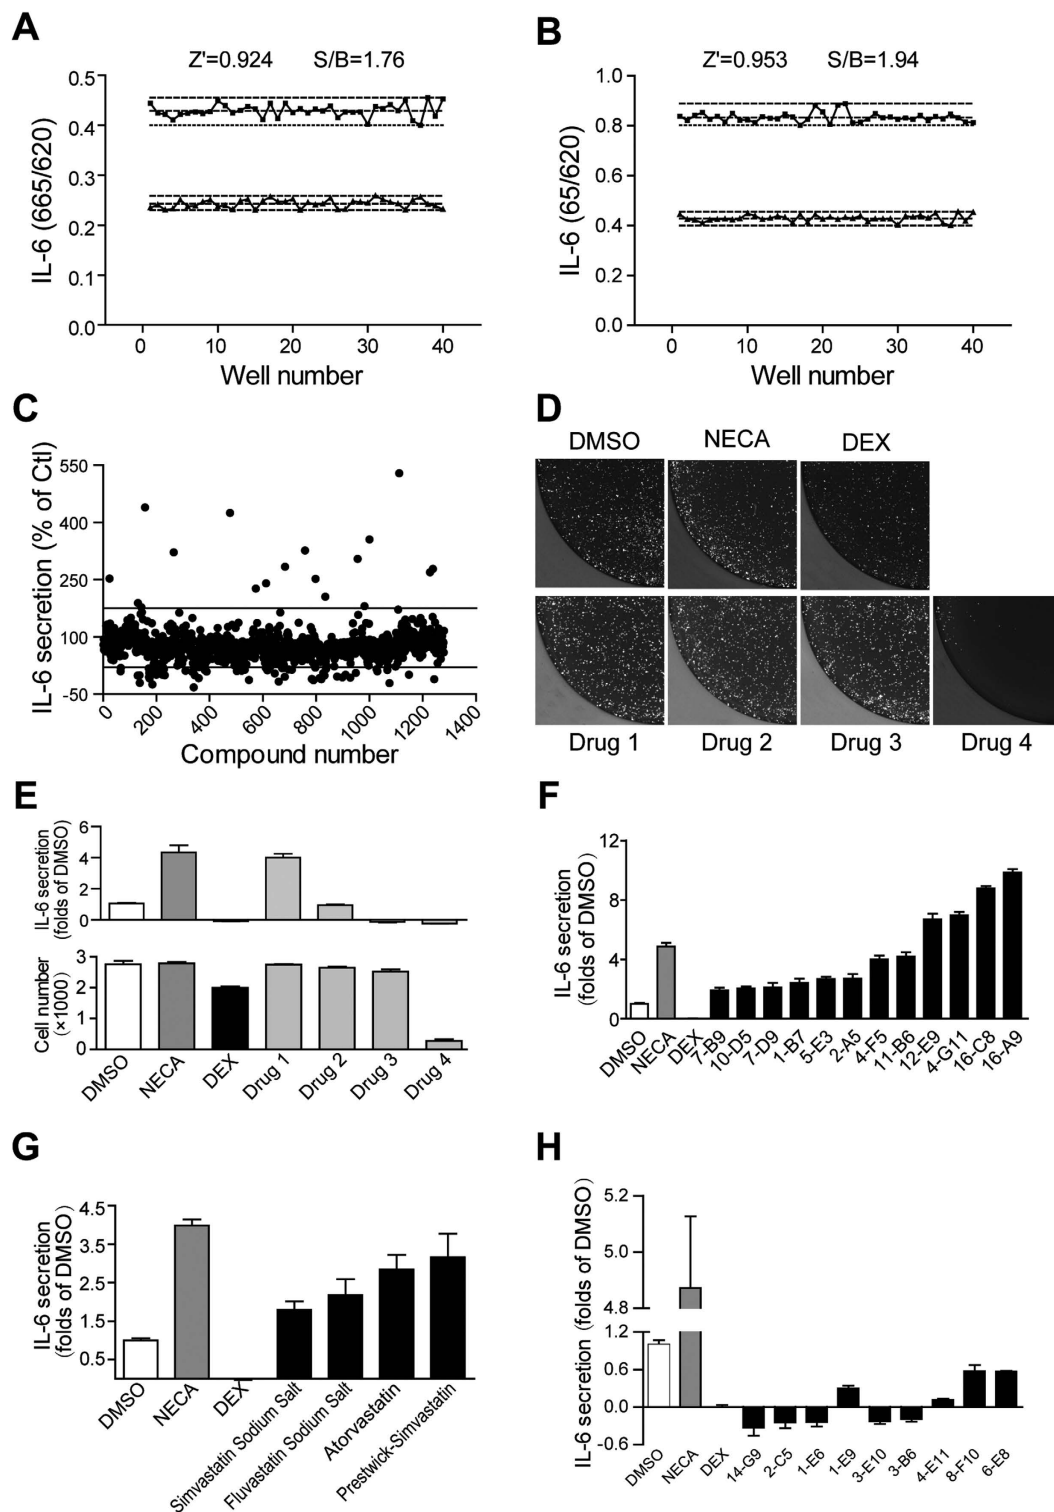 A
Z'=0.924 S/B=1.76
IL-6 (665/620)
0.5
0.4
0.3
0.2
0.1
0.0
0 10 20 30 40
Well number
B
Z'=0.953 S/B=1.94
IL-6 (65/620)
1.0
0.8
0.6
0.4
0.2
0.0
0 10 20 30 40
Well number
C
IL-6 secretion (% of Ctl)
550
400
250
100
-50
0 200 400 600 800 1000 1200 1400
Compound number
D
DMSO NECA DEX
Drug 1 Drug 2 Drug 3 Drug 4
E
IL-6 secretion
(folds of DMSO)
6
4
2
0
Cell number
(×1000)
3
2
1
0
DMSO NECA DEX Drug 1 Drug 2 Drug 3 Drug 4
F
IL-6 secretion
(folds of DMSO)
12
8
4
0
DMSO NECA DEX 7-B9 10-D5 7-D9 1-B7 5-E3 2-A5 4-F5 11-B6 12-E9 4-G11 16-C8 16-A9
G
IL-6 secretion
(folds of DMSO)
4.5
3.5
2.5
1.5
0.5
DMSO NECA DEX Simvastatin Sodium Salt Fluvastatin Sodium Salt Atorvastatin Prestwick-Simvastatin
H
IL-6 secretion (folds of DMSO)
5.2
5.0
4.8
1.2
0.6
0.0
-0.6
DMSO NECA DEX 14-G9 2-C5 1-E6 1-E9 3-E10 3-B6 4-E11 8-F10 6-E8